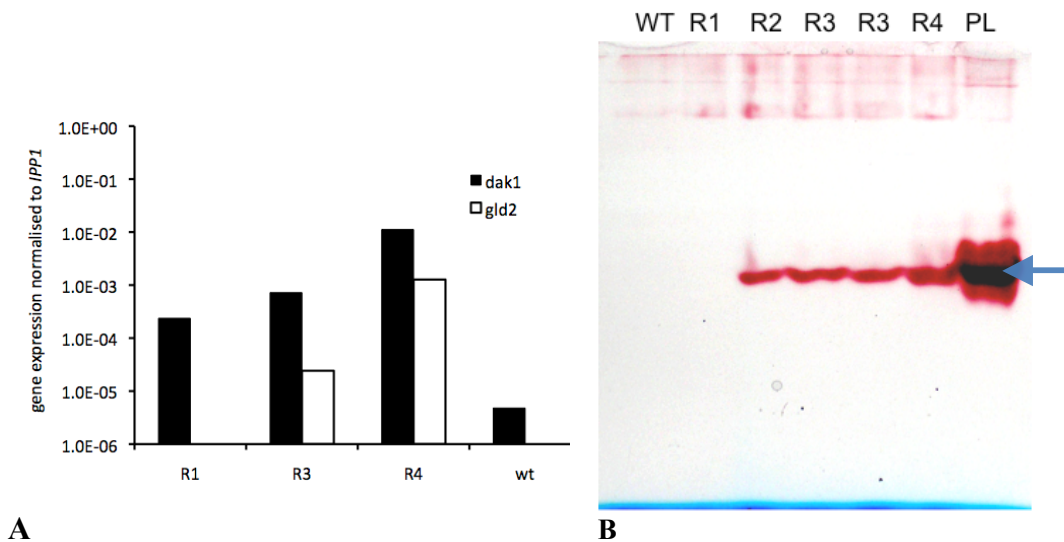 WT R1 R2 R3 R3 R4 PL
gene expression normalised to IPP1
1.0E+00
1.0E-01
1.0E-02
1.0E-03
1.0E-04
1.0E-05
1.0E-06
dak1
gld2
R1 R3 R4 wt
A B